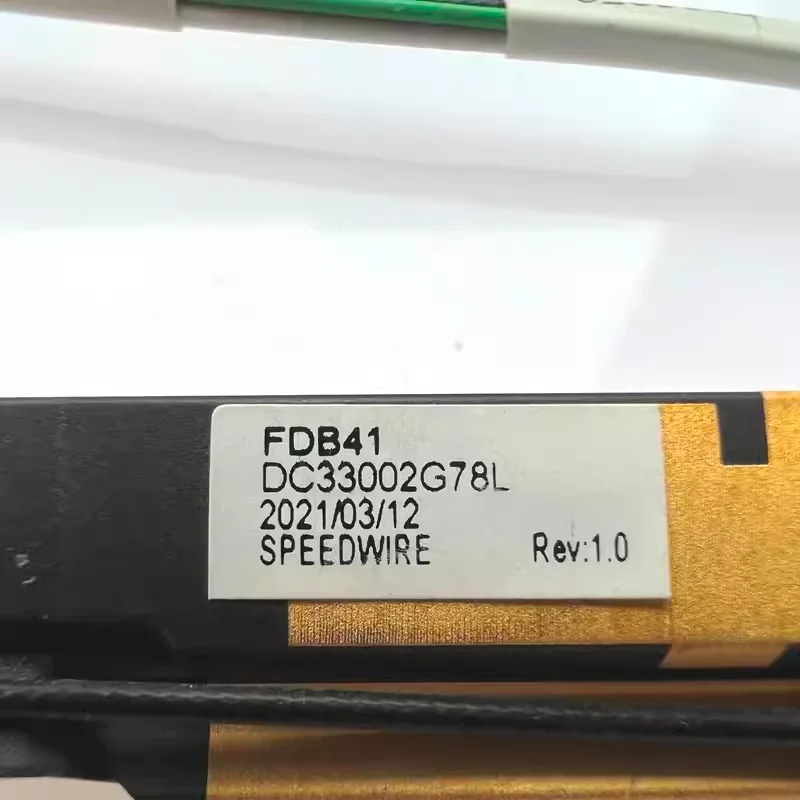 FDB41
DC33002G78L
2021/03/12
SPEEDWIRE Rev:1.0